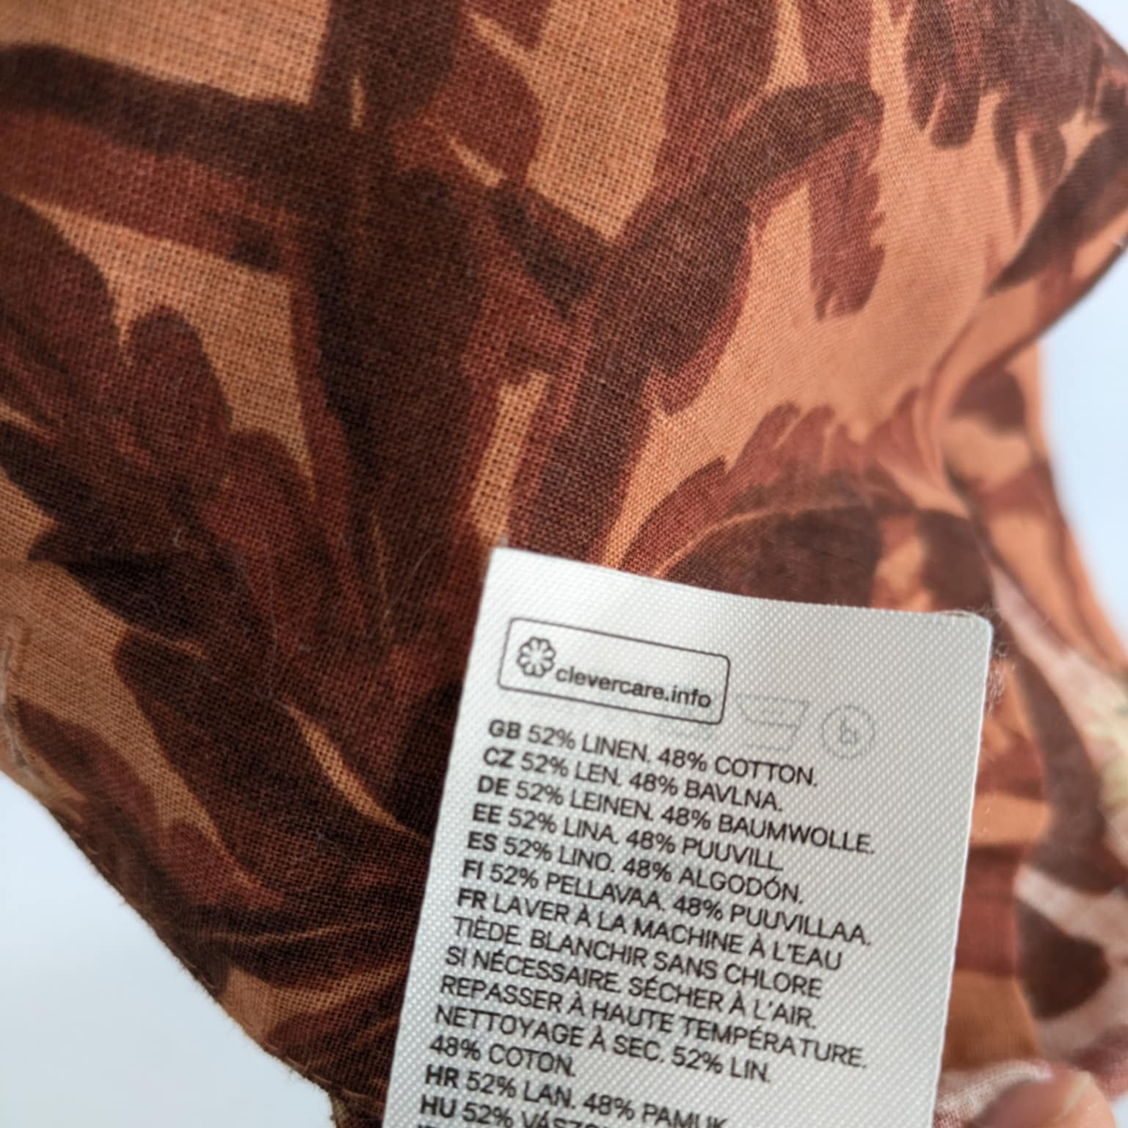 clevercare.info
GB 52% LINEN. 48% COTTON.
CZ 52% LEN. 48% BAVLNA.
DE 52% LEINEN. 48% BAUMWOLLE.
EE 52% LINA. 48% PUUVILL.
ES 52% LINO. 48% ALGODÓN.
FI 52% PELLAVAA. 48% PUUVILLAA.
FR LAVER À LA MACHINE À L'EAU
TIÈDE. BLANCHIR SANS CHLORE
SI NÉCESSAIRE. SÉCHER À L'AIR.
REPASSER À HAUTE TEMPÉRATURE.
NETTOYAGE À SEC. 52% LIN.
48% COTON.
HR 52% LAN. 48% PAMUK.
HU 52%